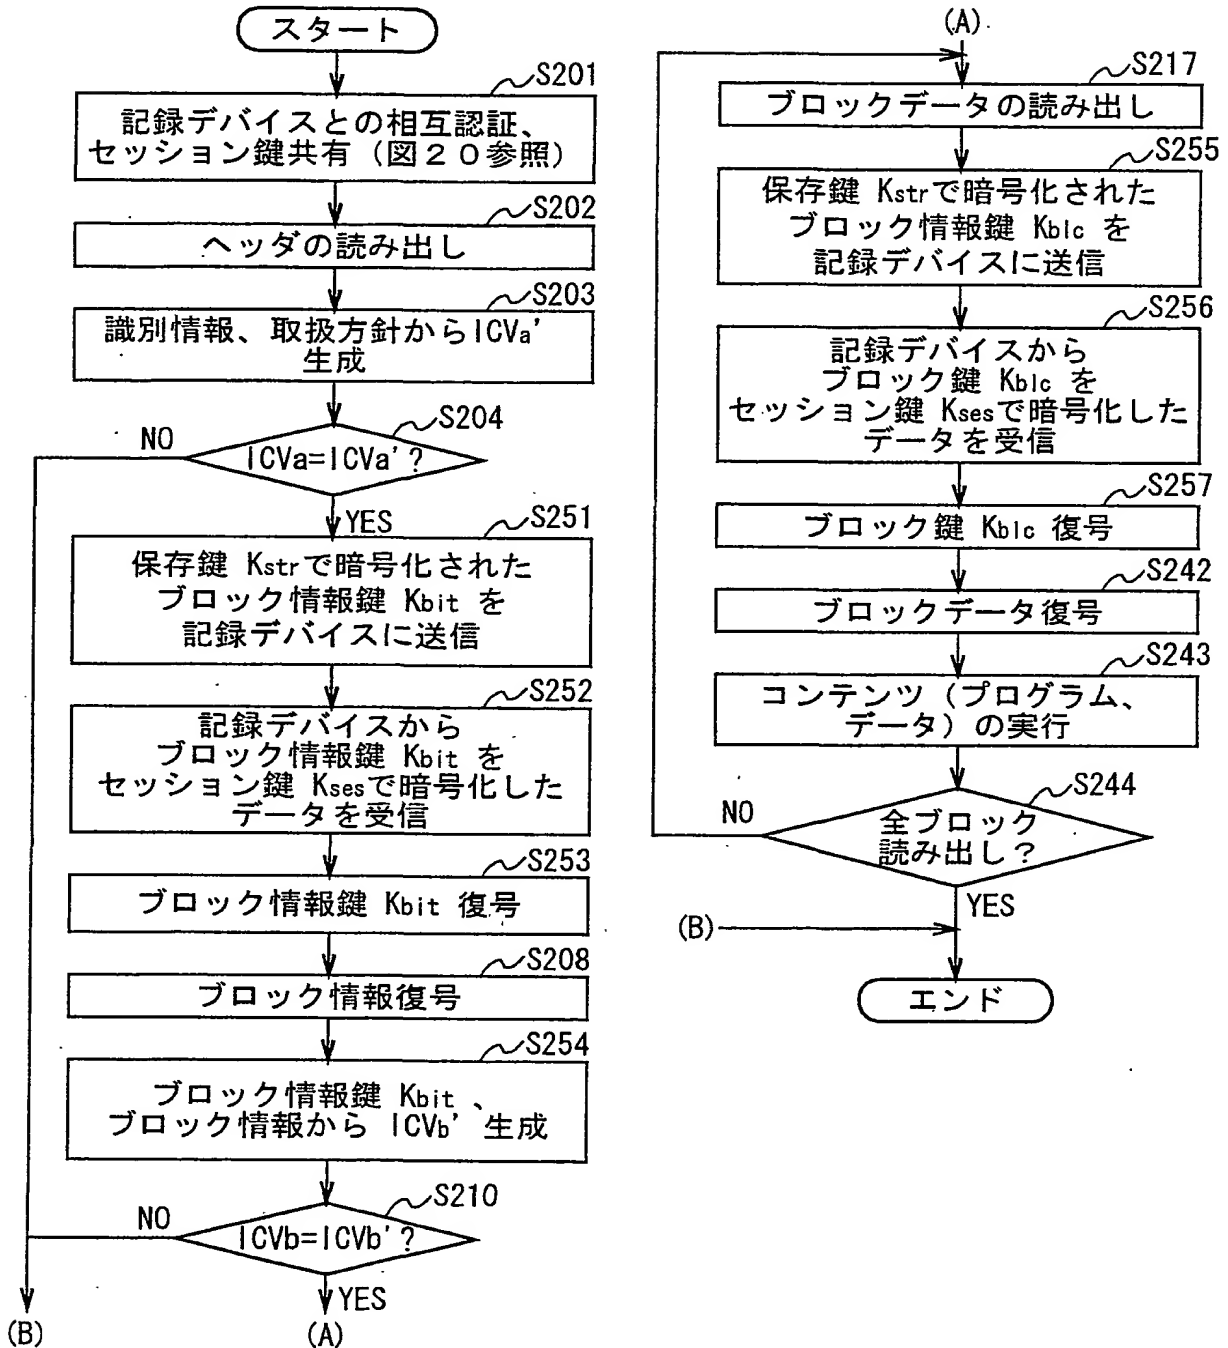 スタート
S201
記録デバイスとの相互認証、
セッション鍵共有（図２０参照）
S202
ヘッダの読み出し
S203
識別情報、取扱方針からICVa'
生成
S204
ICVa=ICVa'?
NO
YES
S251
保存鍵 Kstrで暗号化された
ブロック情報鍵 Kbit を
記録デバイスに送信
S252
記録デバイスから
ブロック情報鍵 Kbit を
セッション鍵 Ksesで暗号化した
データを受信
S253
ブロック情報鍵 Kbit 復号
S208
ブロック情報復号
S254
ブロック情報鍵 Kbit 、
ブロック情報から ICVb' 生成
S210
ICVb=ICVb'?
NO
YES
(B)
(A)
(A)
S217
ブロックデータの読み出し
S255
保存鍵 Kstrで暗号化された
ブロック情報鍵 Kblc を
記録デバイスに送信
S256
記録デバイスから
ブロック鍵 Kblc を
セッション鍵 Ksesで暗号化した
データを受信
S257
ブロック鍵 Kblc 復号
S242
ブロックデータ復号
S243
コンテンツ（プログラム、
データ）の実行
S244
全ブロック
読み出し？
NO
YES
(B)
エンド